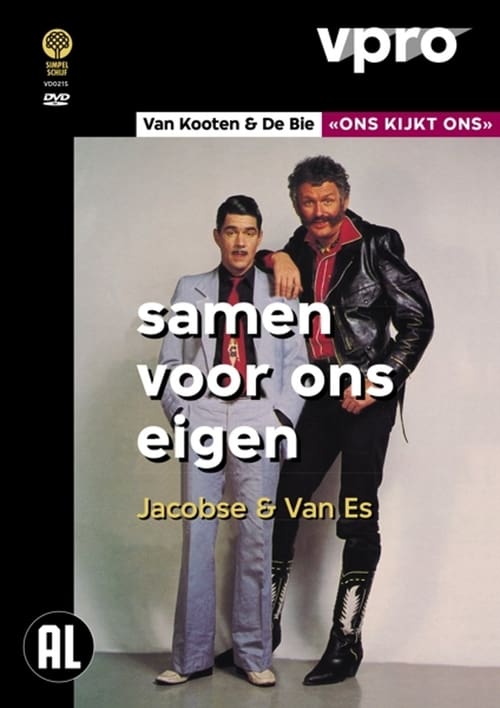 vpro
SIMPEL
SCHIJF
VD0215
DVD
Van Kooten & De Bie «ONS KIJKT ONS»
samen
voor ons
eigen
Jacobse & Van Es
AL